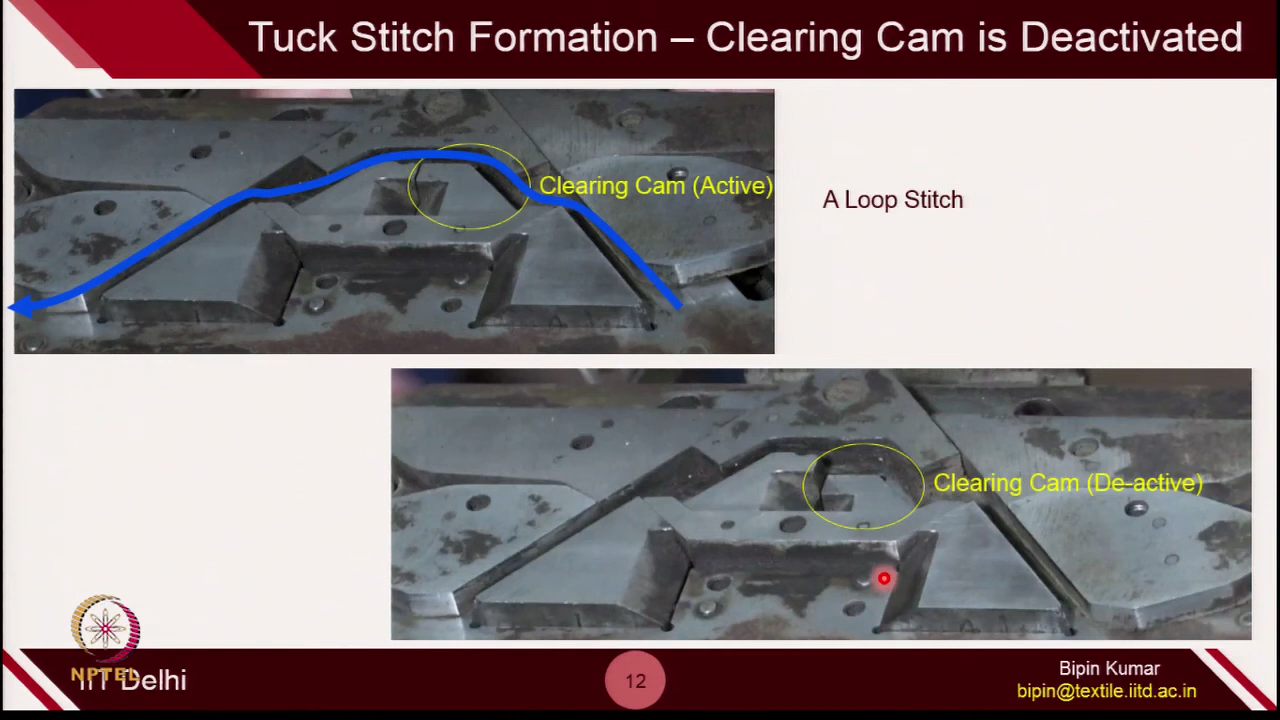 Tuck Stitch Formation – Clearing Cam is Deactivated
Clearing Cam (Active)
A Loop Stitch
Clearing Cam (De-active)
NPTEL
IIT Delhi
12
Bipin Kumar
bipin@textile.iitd.ac.in